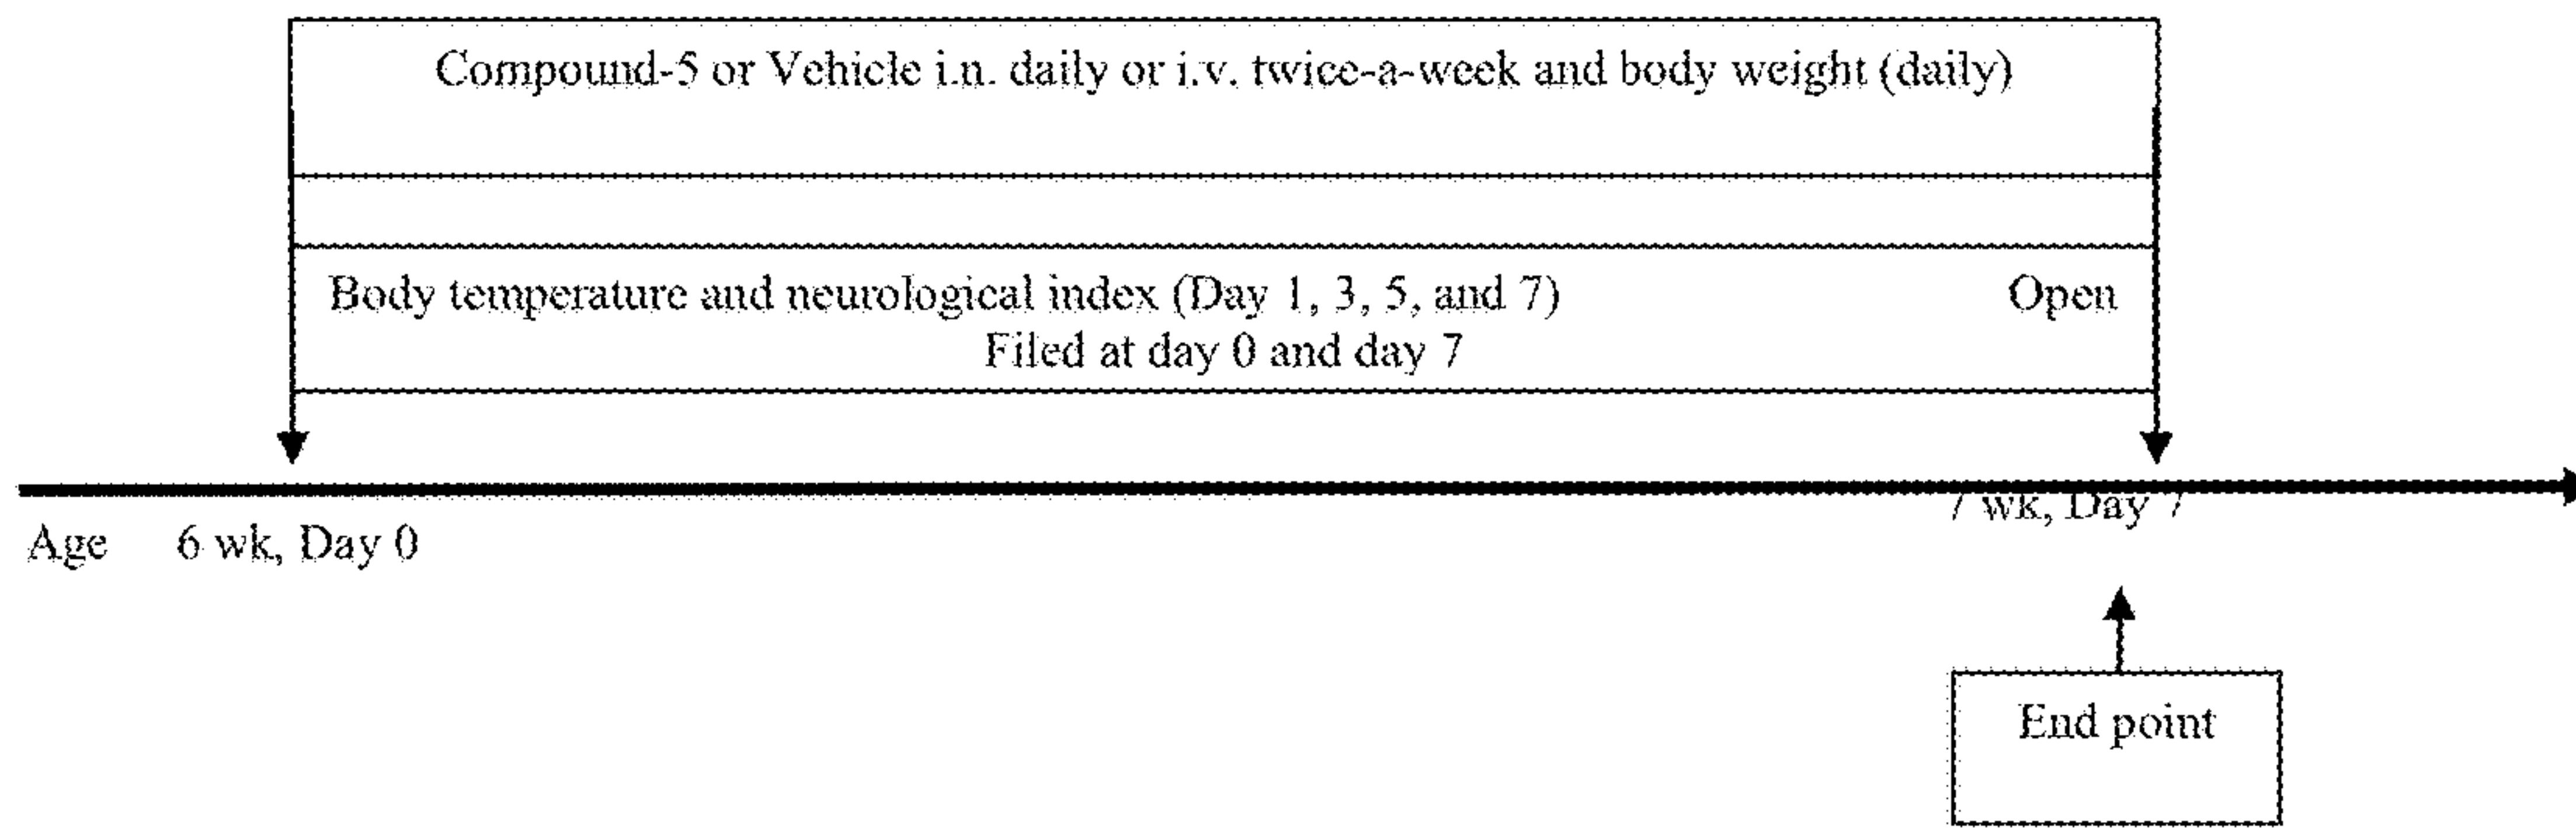 Compound-5 or Vehicle i.n. daily or i.v. twice-a-week and body weight (daily)
Body temperature and neurological index (Day 1, 3, 5, and 7) Open
Filed at day 0 and day 7
7 wk, Day 7
Age 6 wk, Day 0
End point